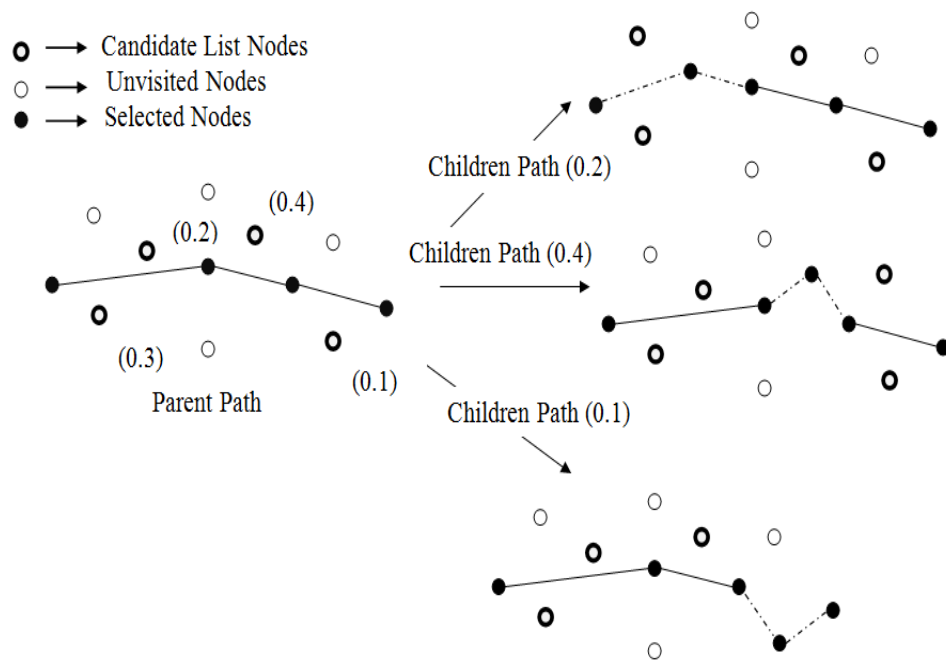 Candidate List Nodes
Unvisited Nodes
Selected Nodes
Children Path (0.2)
(0.4)
(0.2)
Children Path (0.4)
(0.3)
(0.1)
Parent Path
Children Path (0.1)